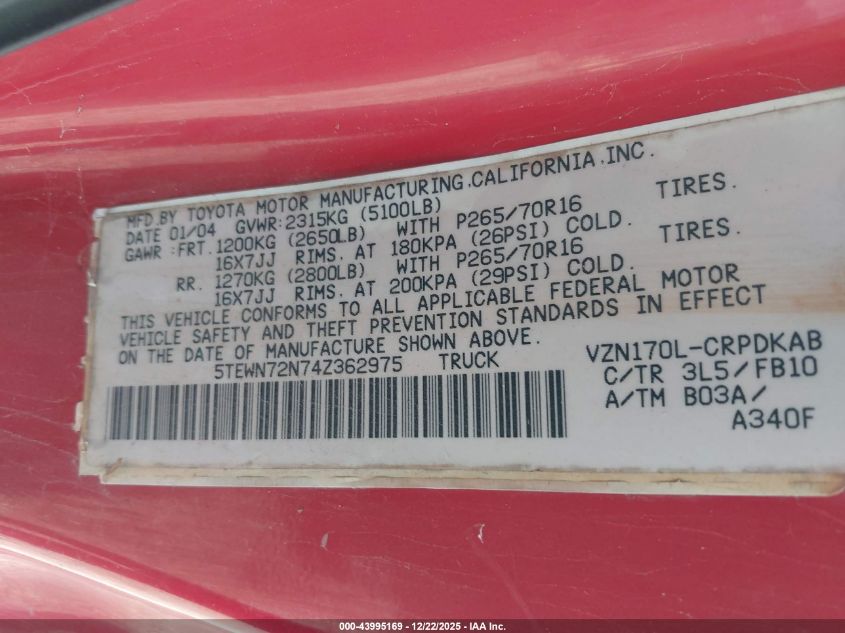 MFD.BY TOYOTA MOTOR MANUFACTURING.CALIFORNIA.INC.
DATE 01/04 GVWR:2315KG (5100LB)
GAWR :FRT. 1200KG (2650LB) WITH P265/70R16 TIRES.
16X7JJ RIMS. AT 180KPA (26PSI) COLD.
RR. 1270KG (2800LB) WITH P265/70R16 TIRES.
16X7JJ RIMS. AT 200KPA (29PSI) COLD.
THIS VEHICLE CONFORMS TO ALL APPLICABLE FEDERAL MOTOR
VEHICLE SAFETY AND THEFT PREVENTION STANDARDS IN EFFECT
ON THE DATE OF MANUFACTURE SHOWN ABOVE.
5TEWN72N74Z362975 TRUCK
VZN170L-CRPDKAB
C/TR 3L5/FB10
A/TM B03A/
A340F
000-43995169 - 12/22/2025 - IAA Inc.